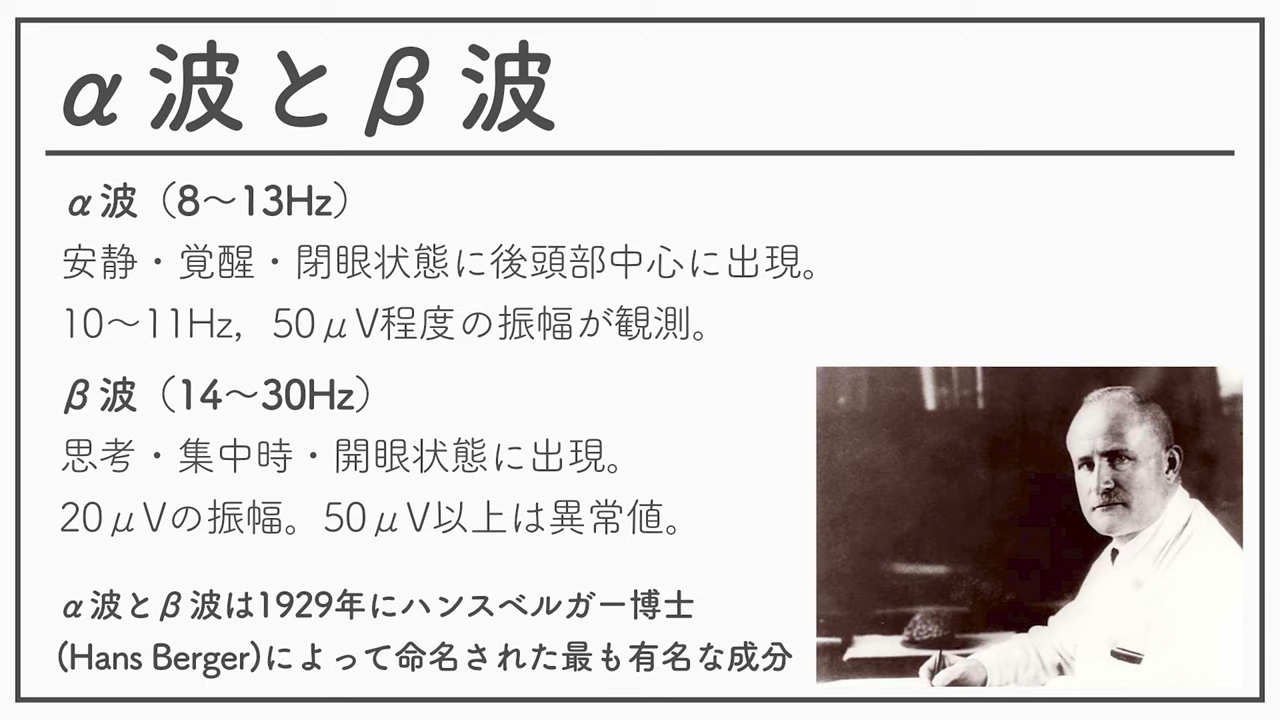 α波とβ波
α波（8～13Hz）
安静・覚醒・閉眼状態に後頭部中心に出現。
10～11Hz，50μV程度の振幅が観測。
β波（14～30Hz）
思考・集中時・開眼状態に出現。
20μVの振幅。50μV以上は異常値。
α波とβ波は1929年にハンスベルガー博士
(Hans Berger)によって命名された最も有名な成分